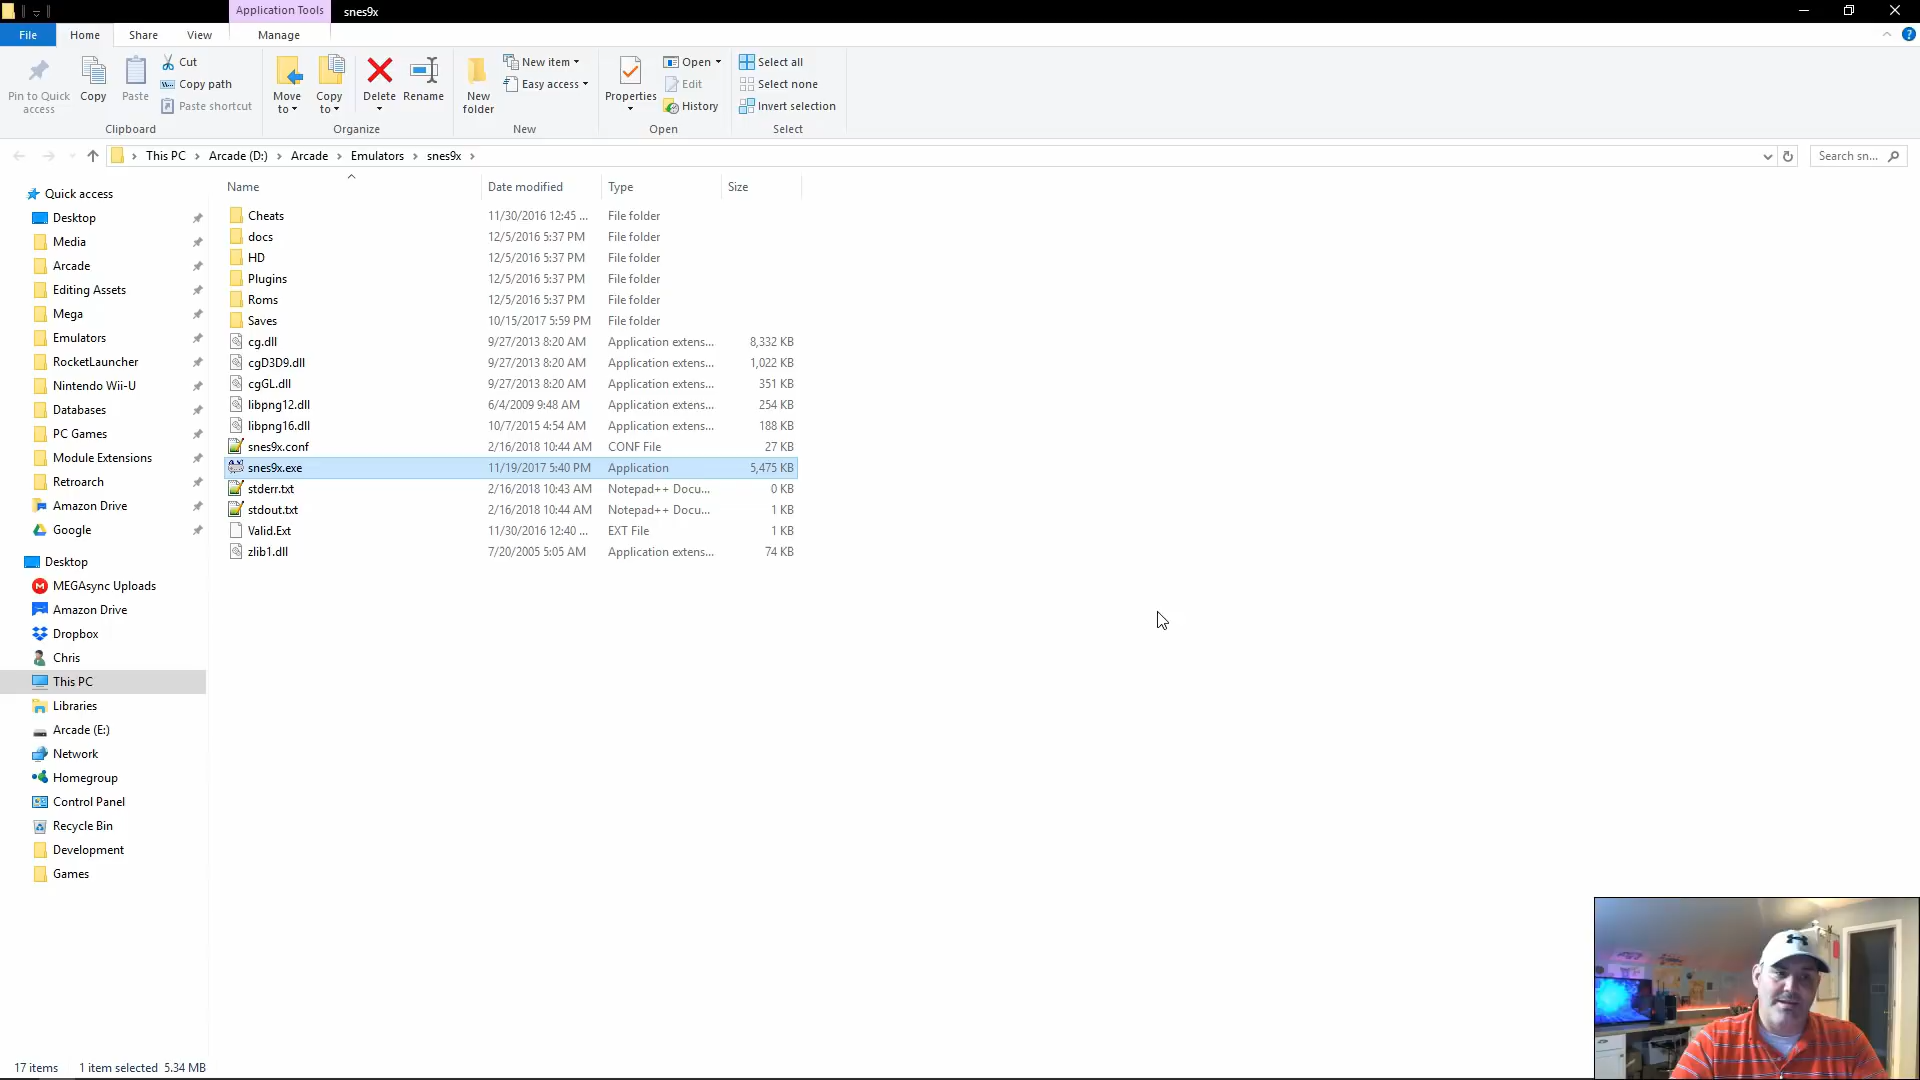 Application Tools
snes9x
File
Home
Share
View
Manage
Pin to Quick access
Copy
Paste
Cut
Copy path
Paste shortcut
Clipboard
Move to
Copy to
Delete
Rename
Organize
New folder
New item
Easy access
New
Properties
Open
Edit
History
Open
Select all
Select none
Invert selection
Select
This PC > Arcade (D:) > Arcade > Emulators > snes9x >
Search sn...
Name Date modified Type Size
Cheats 11/30/2016 12:45 ... File folder
docs 12/5/2016 5:37 PM File folder
HD 12/5/2016 5:37 PM File folder
Plugins 12/5/2016 5:37 PM File folder
Roms 12/5/2016 5:37 PM File folder
Saves 10/15/2017 5:59 PM File folder
cg.dll 9/27/2013 8:20 AM Application extens... 8,332 KB
cgD3D9.dll 9/27/2013 8:20 AM Application extens... 1,022 KB
cgGL.dll 9/27/2013 8:20 AM Application extens... 351 KB
libpng12.dll 6/4/2009 9:48 AM Application extens... 254 KB
libpng16.dll 10/7/2015 4:54 AM Application extens... 188 KB
snes9x.conf 2/16/2018 10:44 AM CONF File 27 KB
snes9x.exe 11/19/2017 5:40 PM Application 5,475 KB
stderr.txt 2/16/2018 10:43 AM Notepad++ Docu... 0 KB
stdout.txt 2/16/2018 10:44 AM Notepad++ Docu... 1 KB
Valid.Ext 11/30/2016 12:40 ... EXT File 1 KB
zlib1.dll 7/20/2005 5:05 AM Application extens... 74 KB
Quick access
Desktop
Media
Arcade
Editing Assets
Mega
Emulators
RocketLauncher
Nintendo Wii-U
Databases
PC Games
Module Extensions
Retroarch
Amazon Drive
Google
Desktop
MEGAsync Uploads
Amazon Drive
Dropbox
Chris
This PC
Libraries
Arcade (E:)
Network
Homegroup
Control Panel
Recycle Bin
Development
Games
17 items 1 item selected 5.34 MB